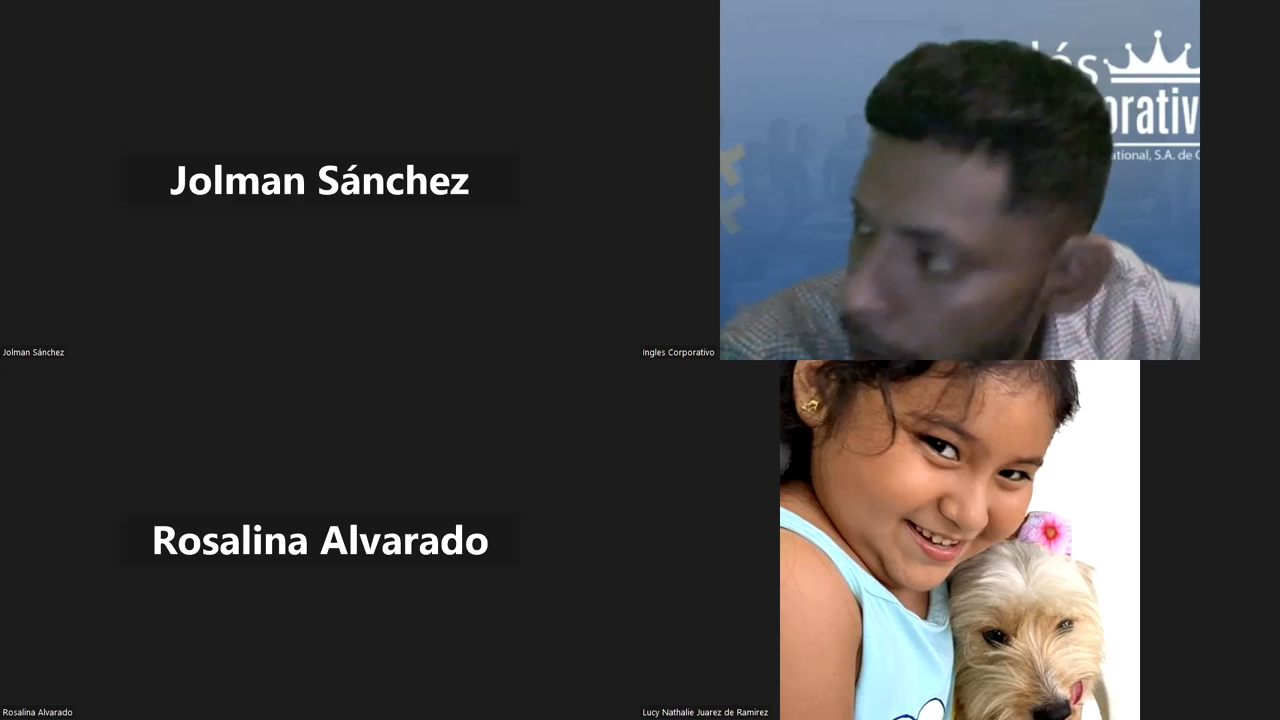 Jolman Sánchez
Jolman Sánchez
Ingles Corporativo
Rosalina Alvarado
Rosalina Alvarado
Lucy Nathalie Juarez de Ramirez